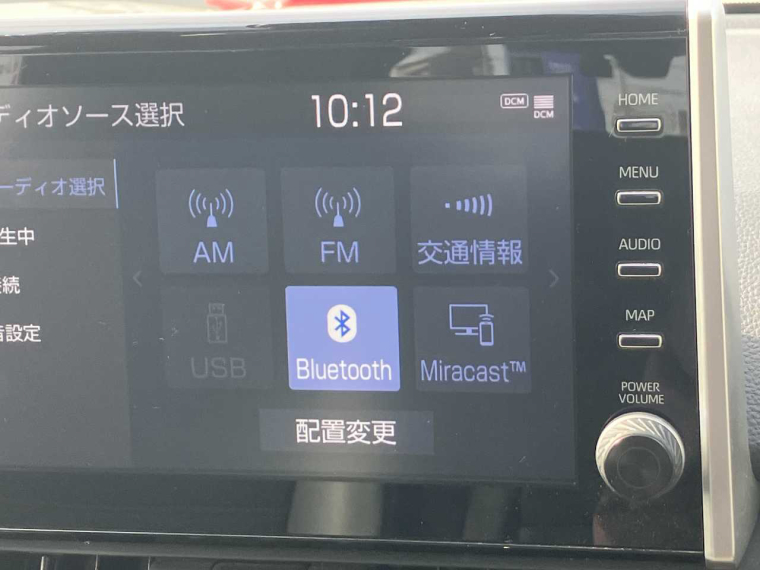 ディオソース選択
10:12
DCM
DCM
ーディオ選択
生中
続
音設定
AM
FM
交通情報
USB
Bluetooth
Miracast™
配置変更
HOME
MENU
AUDIO
MAP
POWER
VOLUME